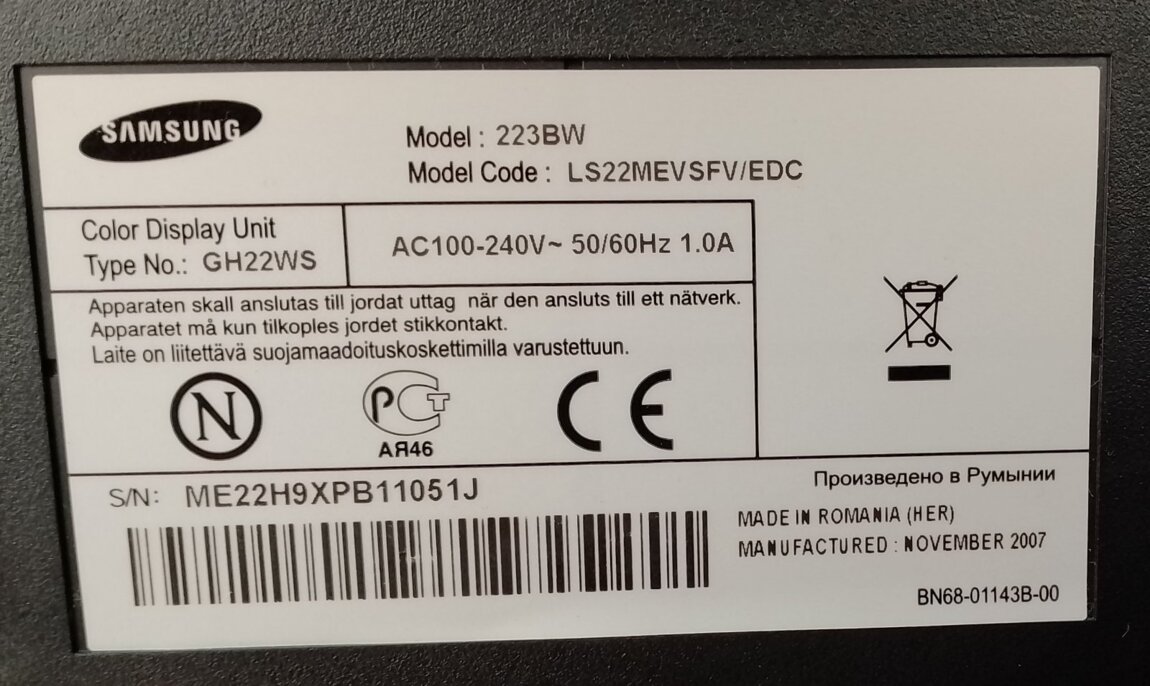 SAMSUNG
Model : 223BW
Model Code : LS22MEVSFV/EDC
Color Display Unit
Type No.: GH22WS
AC100-240V~ 50/60Hz 1.0A
Apparaten skall anslutas till jordat uttag när den ansluts till ett nätverk.
Apparatet må kun tilkoples jordet stikkontakt.
Laite on liitettävä suojamaadoituskoskettimilla varustettuun.
N
РСТ
АЯ46
CE
S/N: ME22H9XPB11051J
Произведено в Румынии
MADE IN ROMANIA (HER)
MANUFACTURED : NOVEMBER 2007
BN68-01143B-00